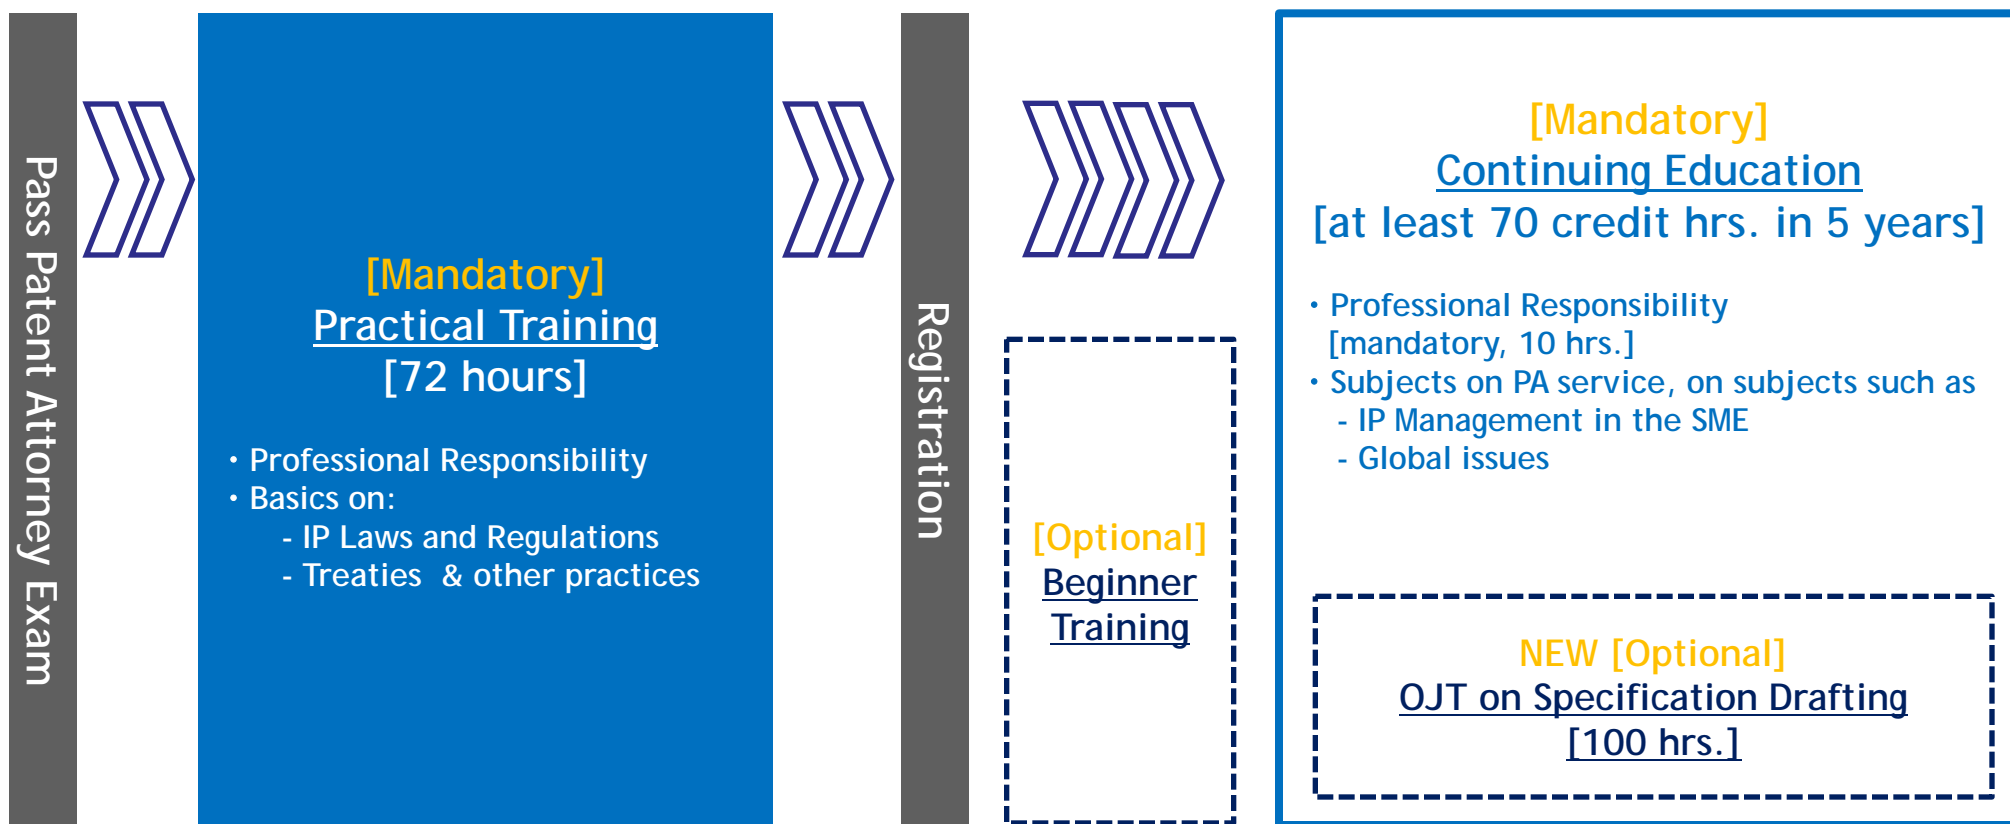 Pass Patent Attorney Exam
[Mandatory]
Practical Training
[72 hours]
・Professional Responsibility
・Basics on:
- IP Laws and Regulations
- Treaties & other practices
Registration
[Optional]
Beginner
Training
[Mandatory]
Continuing Education
[at least 70 credit hrs. in 5 years]
・Professional Responsibility
[mandatory, 10 hrs.]
・Subjects on PA service, on subjects such as
- IP Management in the SME
- Global issues
NEW [Optional]
OJT on Specification Drafting
[100 hrs.]